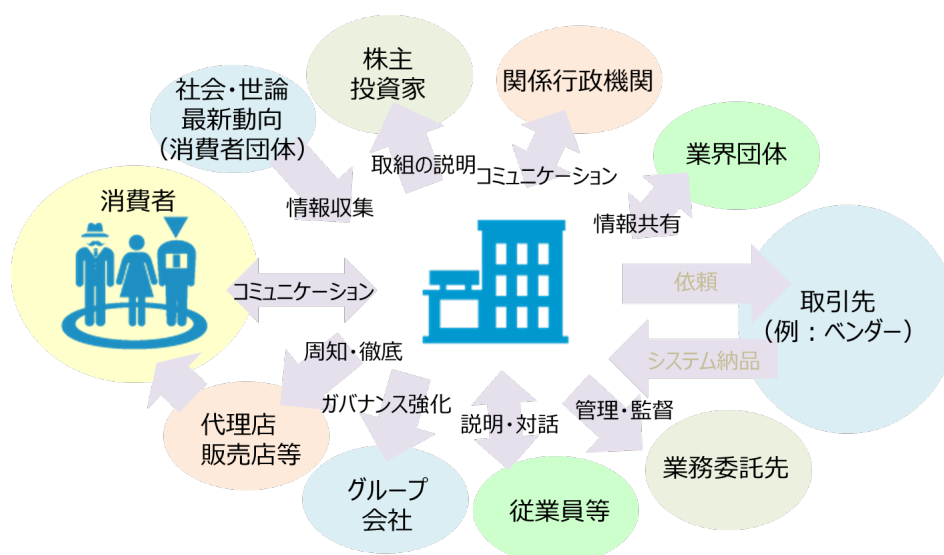 株主
投資家
関係行政機関
社会・世論
最新動向
（消費者団体）
業界団体
取組の説明
コミュニケーション
消費者
情報収集
情報共有
依頼
取引先
（例：ベンダー）
コミュニケーション
周知・徹底
システム納品
ガバナンス強化
説明・対話
管理・監督
代理店
販売店等
業務委託先
グループ
会社
従業員等